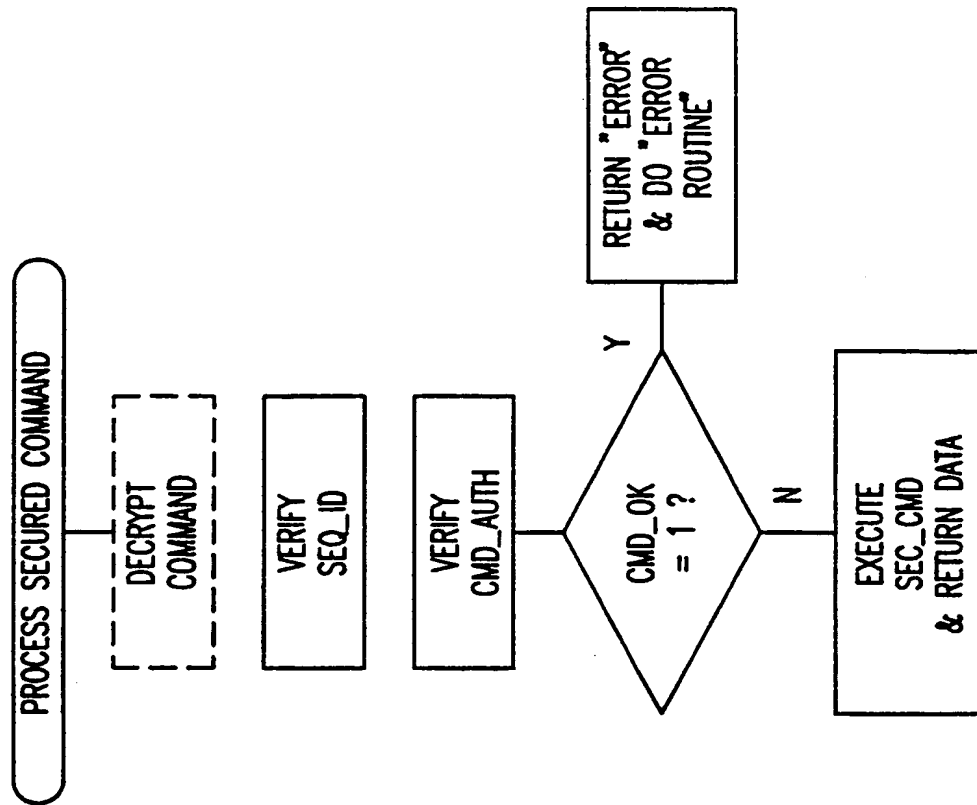 PROCESS SECURED COMMAND
DECRYPT
COMMAND
VERIFY
SEQ_ID
VERIFY
CMD_AUTH
CMD_OK
= 1 ?
Y
RETURN "ERROR"
& DO "ERROR
ROUTINE"
N
EXECUTE
SEC_CMD
& RETURN DATA